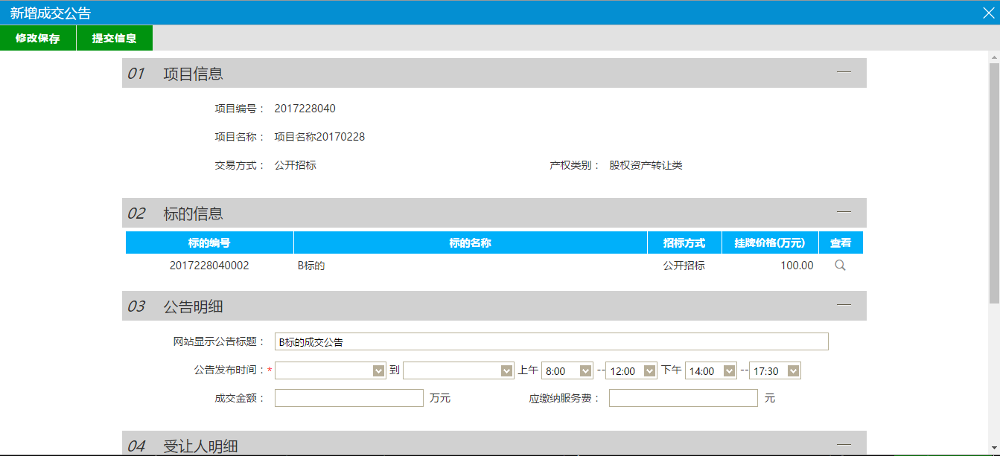 新增成交公告
修改保存 提交信息
01 项目信息
项目编号： 2017228040
项目名称： 项目名称20170228
交易方式： 公开招标 产权类别： 股权资产转让类
02 标的信息
标的编号 标的名称 招标方式 挂牌价格(万元) 查看
2017228040002 B标的 公开招标 100.00
03 公告明细
网站显示公告标题： B标的成交公告
公告发布时间：* 到 上午 8:00 -- 12:00 下午 14:00 -- 17:30
成交金额： 万元 应缴纳服务费： 元
04 受让人明细